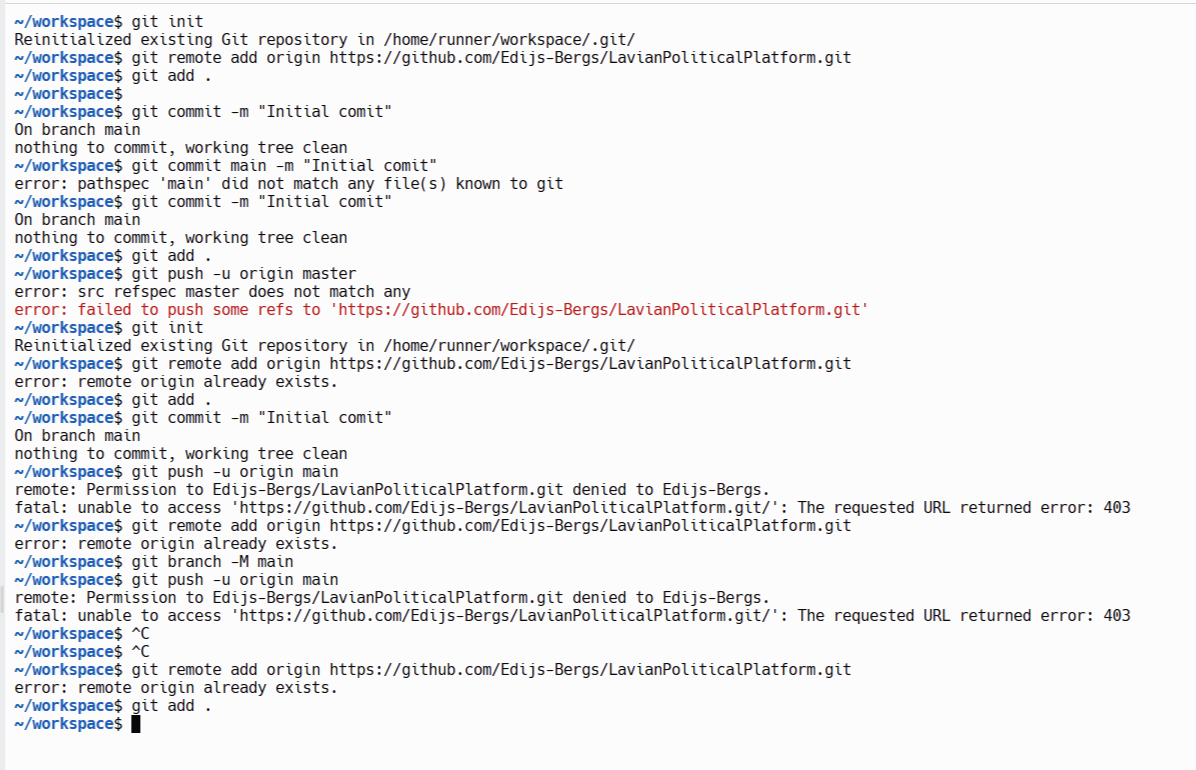 ~/workspace$ git init
Reinitialized existing Git repository in /home/runner/workspace/.git/
~/workspace$ git remote add origin https://github.com/Edijs-Bergs/LavianPoliticalPlatform.git
~/workspace$ git add .
~/workspace$
~/workspace$ git commit -m "Initial comit"
On branch main
nothing to commit, working tree clean
~/workspace$ git commit main -m "Initial comit"
error: pathspec 'main' did not match any file(s) known to git
~/workspace$ git commit -m "Initial comit"
On branch main
nothing to commit, working tree clean
~/workspace$ git add .
~/workspace$ git push -u origin master
error: src refspec master does not match any
error: failed to push some refs to 'https://github.com/Edijs-Bergs/LavianPoliticalPlatform.git'
~/workspace$ git init
Reinitialized existing Git repository in /home/runner/workspace/.git/
~/workspace$ git remote add origin https://github.com/Edijs-Bergs/LavianPoliticalPlatform.git
error: remote origin already exists.
~/workspace$ git add .
~/workspace$ git commit -m "Initial comit"
On branch main
nothing to commit, working tree clean
~/workspace$ git push -u origin main
remote: Permission to Edijs-Bergs/LavianPoliticalPlatform.git denied to Edijs-Bergs.
fatal: unable to access 'https://github.com/Edijs-Bergs/LavianPoliticalPlatform.git/': The requested URL returned error: 403
~/workspace$ git remote add origin https://github.com/Edijs-Bergs/LavianPoliticalPlatform.git
error: remote origin already exists.
~/workspace$ git branch -M main
~/workspace$ git push -u origin main
remote: Permission to Edijs-Bergs/LavianPoliticalPlatform.git denied to Edijs-Bergs.
fatal: unable to access 'https://github.com/Edijs-Bergs/LavianPoliticalPlatform.git/': The requested URL returned error: 403
~/workspace$ ^C
~/workspace$ ^C
~/workspace$ git remote add origin https://github.com/Edijs-Bergs/LavianPoliticalPlatform.git
error: remote origin already exists.
~/workspace$ git add .
~/workspace$